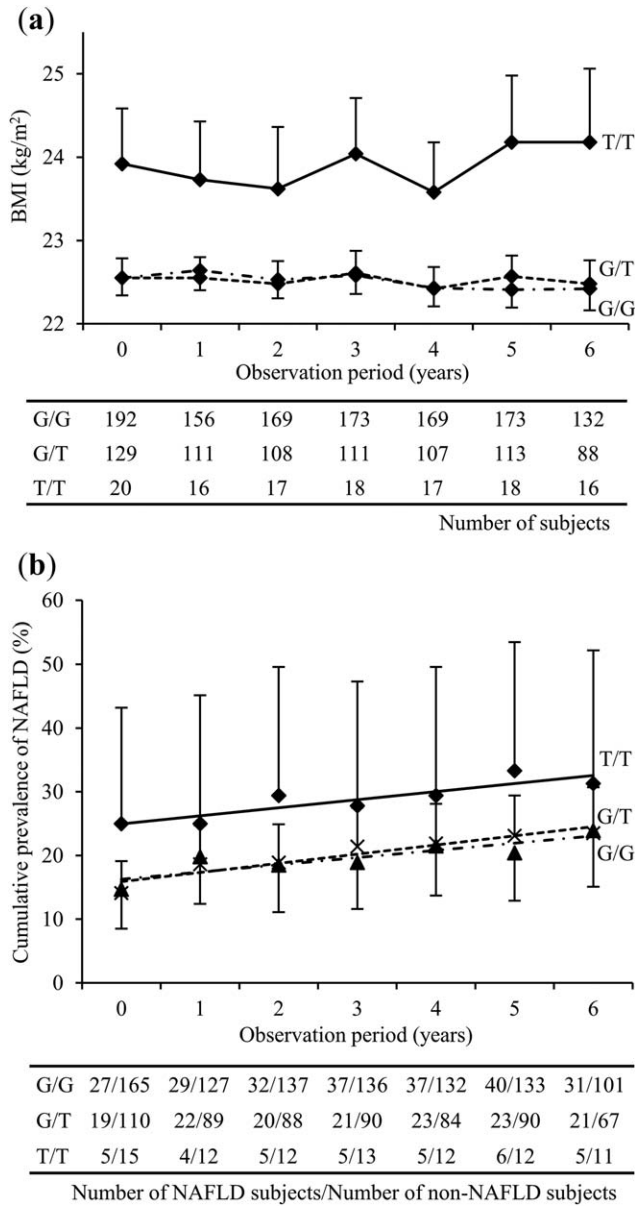 (a)
25
24
23
22
BMI (kg/m²)
T/T
G/T
G/G
0 1 2 3 4 5 6
Observation period (years)
G/G 192 156 169 173 169 173 132
G/T 129 111 108 111 107 113 88
T/T 20 16 17 18 17 18 16
Number of subjects
(b)
60
50
40
30
20
10
0
Cumulative prevalence of NAFLD (%)
T/T
G/T
G/G
0 1 2 3 4 5 6
Observation period (years)
G/G 27/165 29/127 32/137 37/136 37/132 40/133 31/101
G/T 19/110 22/89 20/88 21/90 23/84 23/90 21/67
T/T 5/15 4/12 5/12 5/13 5/12 6/12 5/11
Number of NAFLD subjects/Number of non-NAFLD subjects